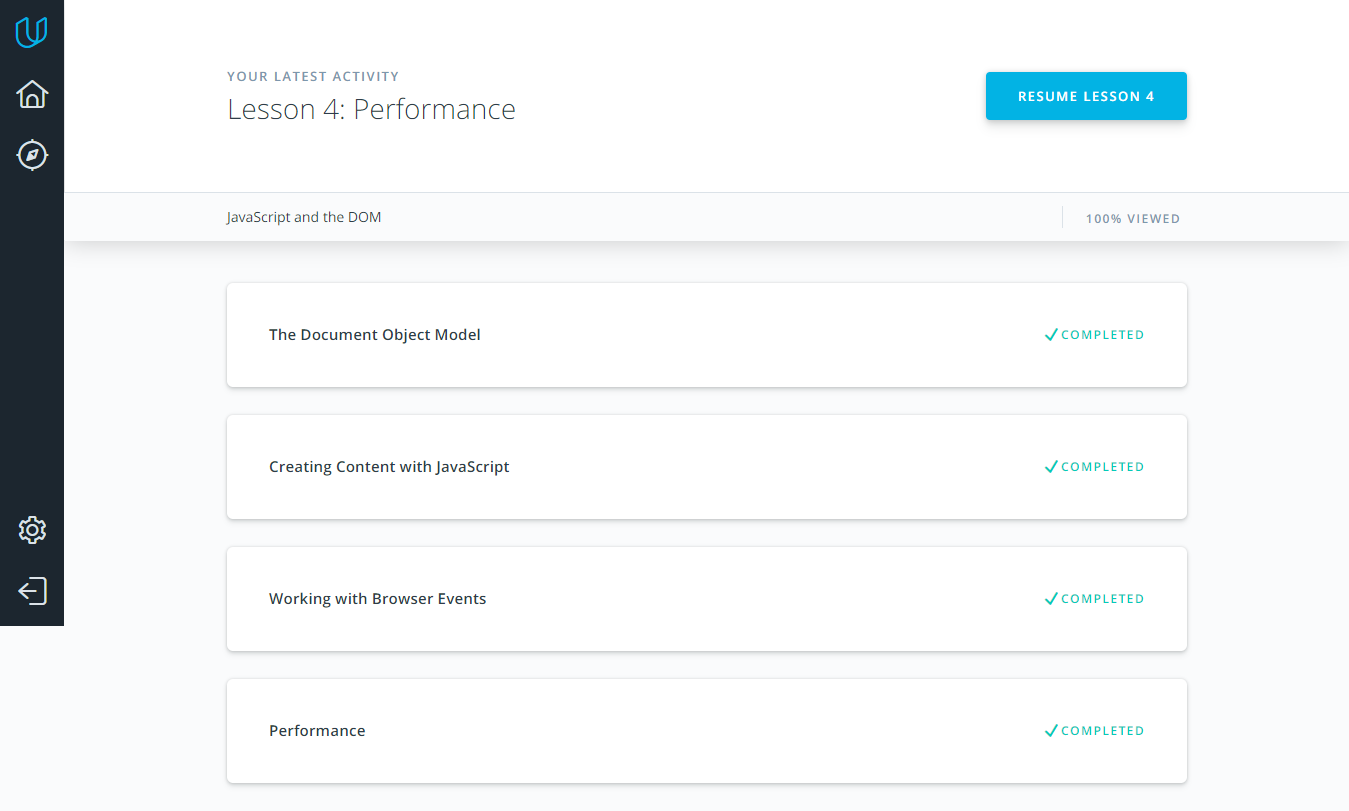 YOUR LATEST ACTIVITY
Lesson 4: Performance
RESUME LESSON 4
JavaScript and the DOM
100% VIEWED
The Document Object Model
COMPLETED
Creating Content with JavaScript
COMPLETED
Working with Browser Events
COMPLETED
Performance
COMPLETED